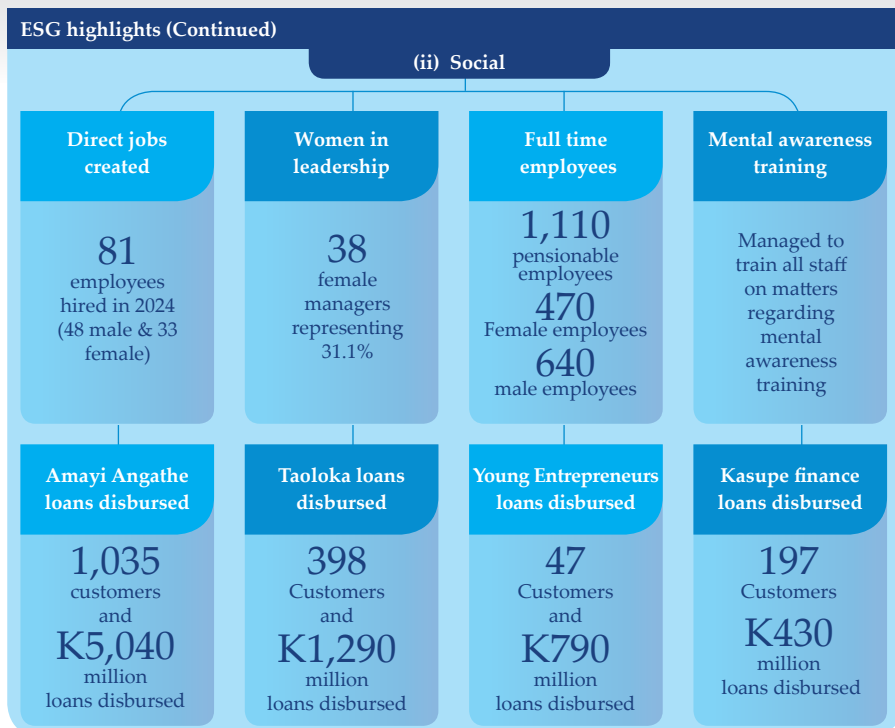 ESG highlights (Continued)
(ii) Social
Direct jobs
created
81
employees
hired in 2024
(48 male & 33
female)
Women in
leadership
38
female
managers
representing
31.1%
Full time
employees
1,110
pensionable
employees
470
Female employees
640
male employees
Mental awareness
training
Managed to
train all staff
on matters
regarding
mental
awareness
training
Amayi Angathe
loans disbursed
1,035
customers
and
K5,040
million
loans disbursed
Taoloka loans
disbursed
398
Customers
and
K1,290
million
loans disbursed
Young Entrepreneurs
loans disbursed
47
Customers
and
K790
million
loans disbursed
Kasupe finance
loans disbursed
197
Customers
K430
million
loans disbursed